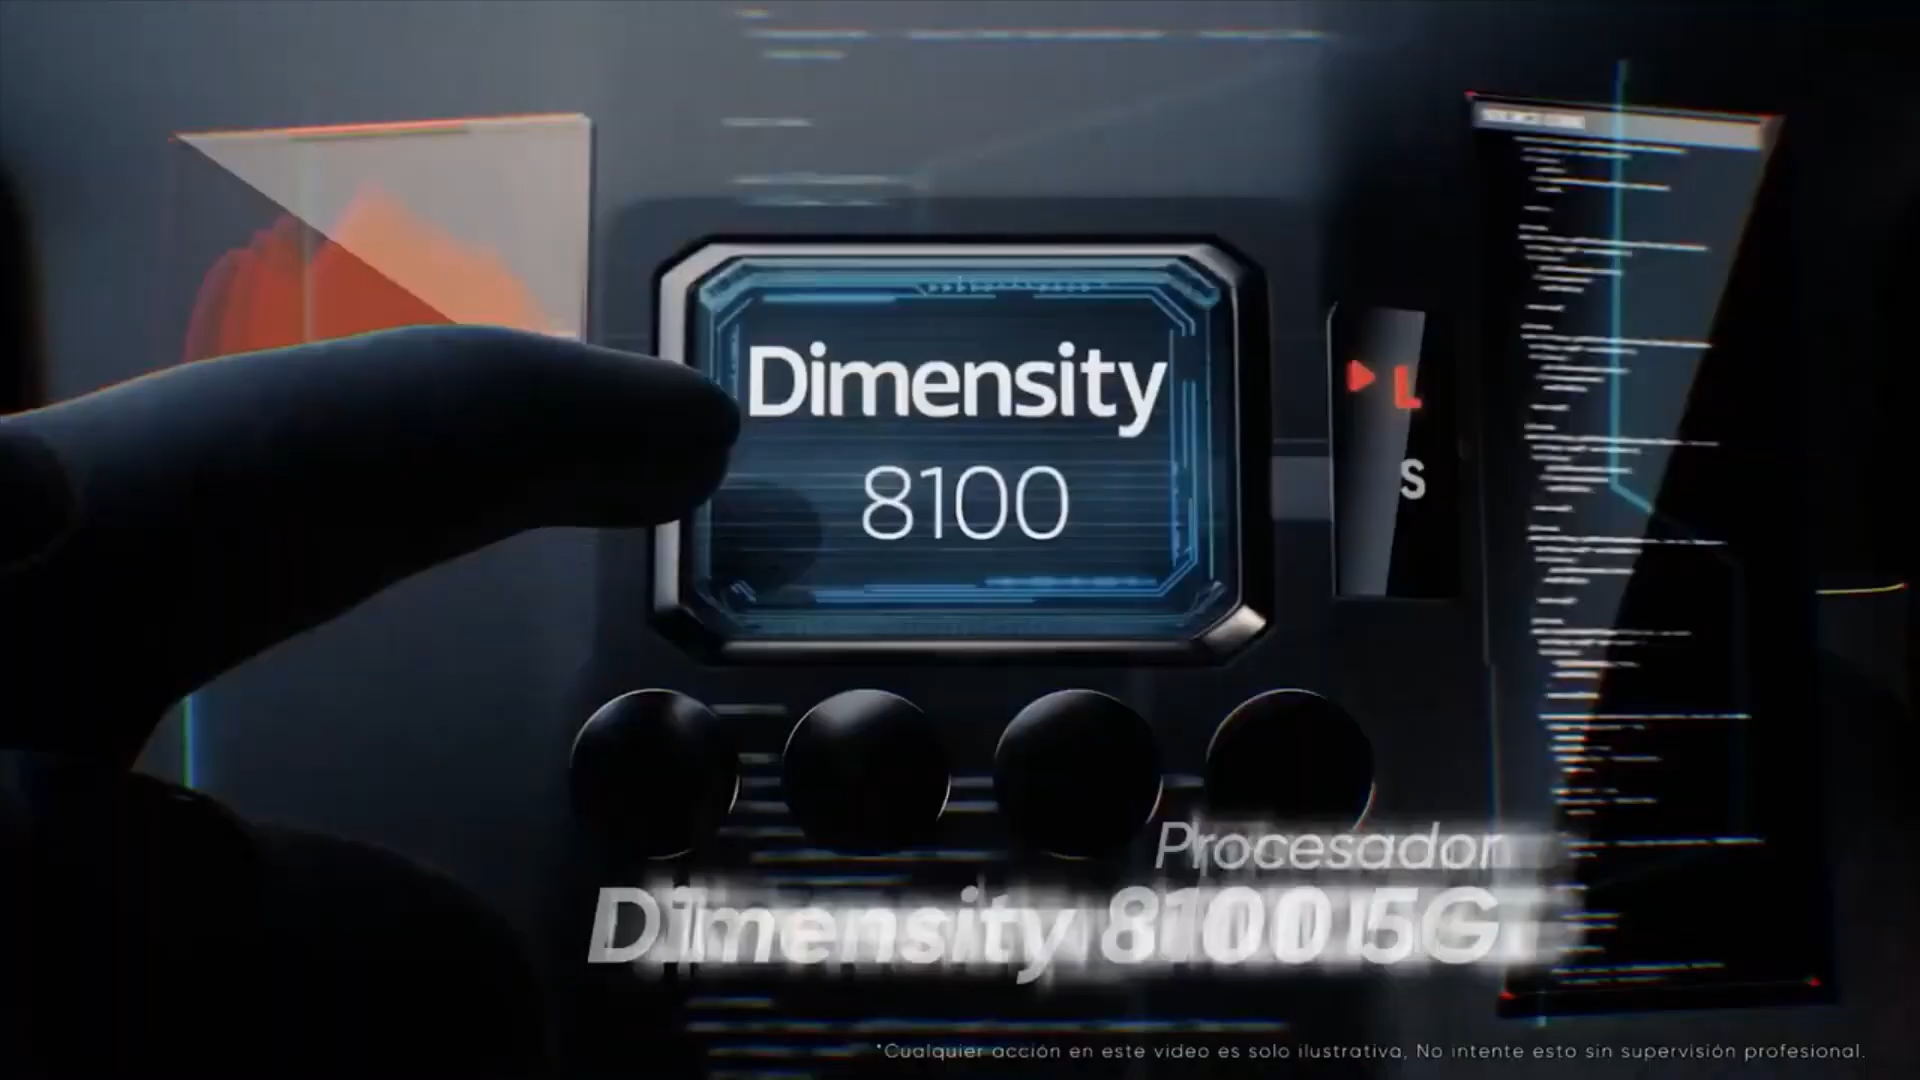 Dimensity
8100
L
S
Procesador
Dimensity 8100 5G
*Cualquier acción en este video es solo ilustrativa, No intente esto sin supervisión profesional.